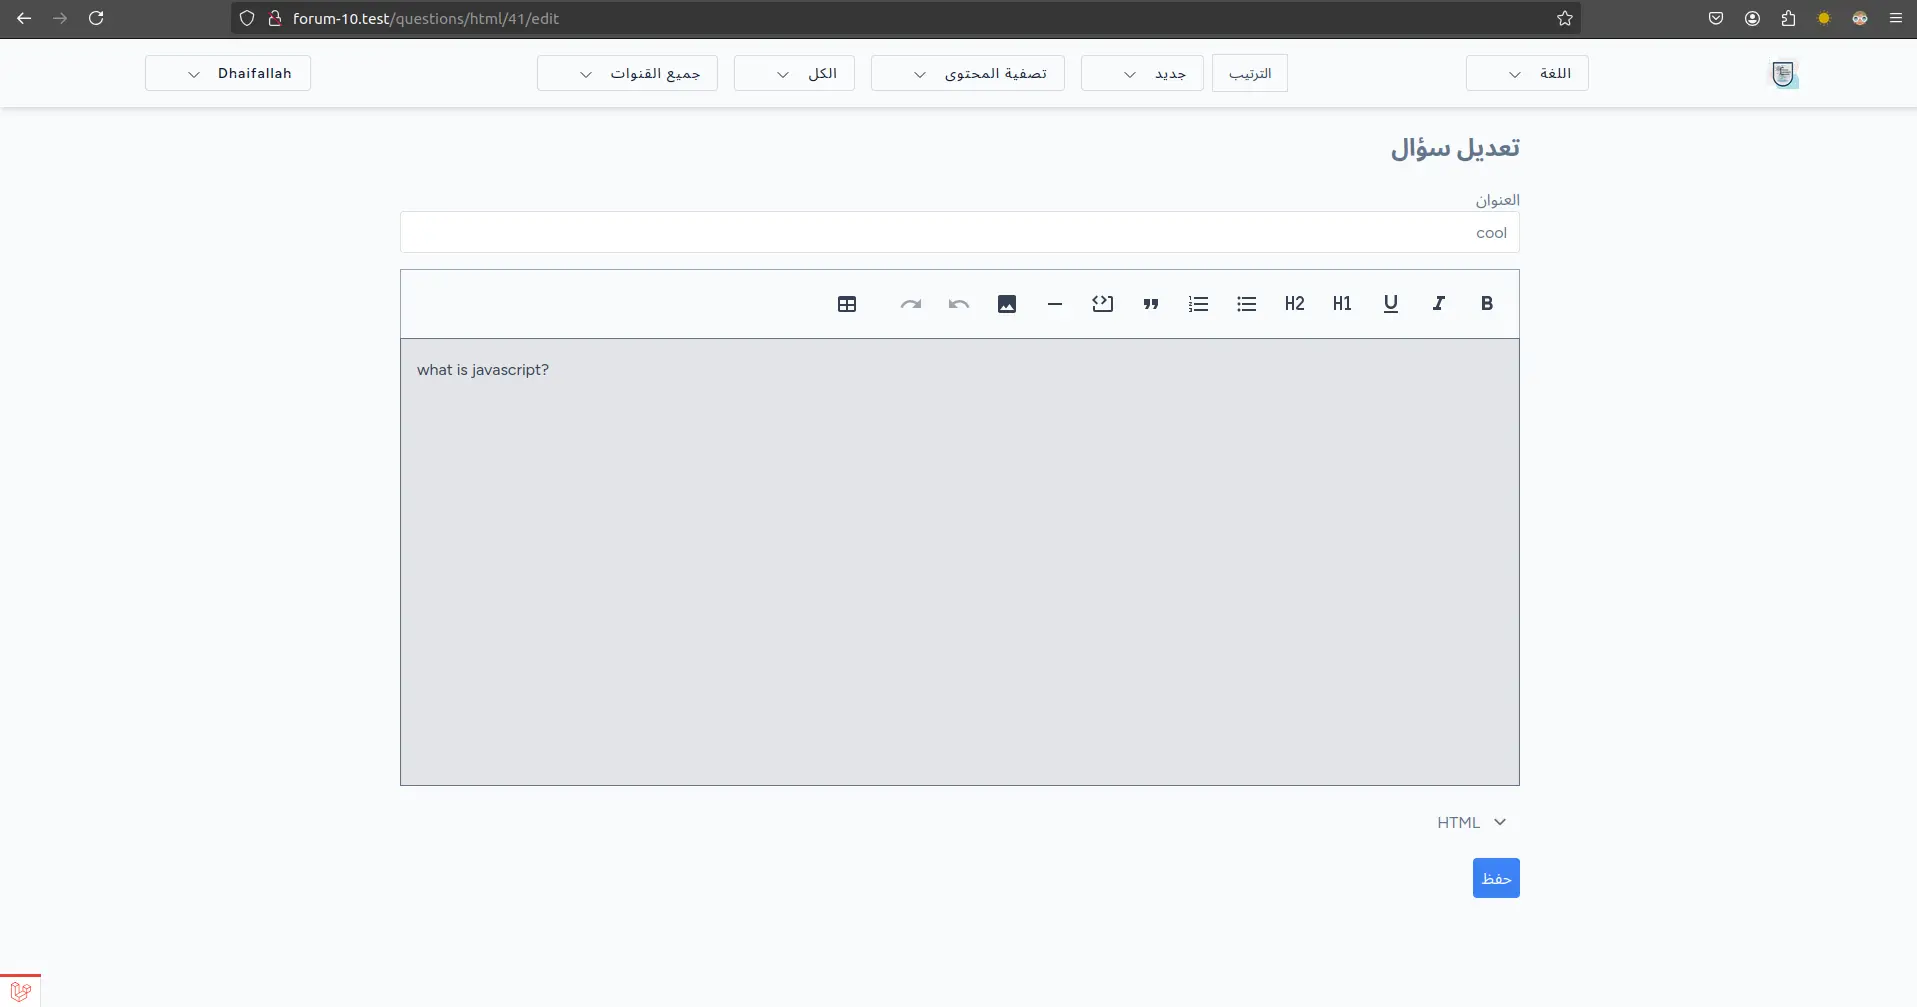 forum-10.test/questions/html/41/edit
اللغة
الترتيب
جديد
تصفية المحتوى
الكل
جميع القنوات
Dhaifallah
تعديل سؤال
العنوان
cool
B I U H1 H2
what is javascript?
HTML
حفظ